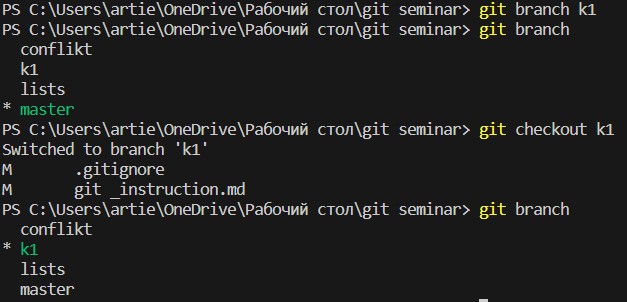 PS C:\Users\artie\OneDrive\Рабочий стол\git seminar> git branch k1
PS C:\Users\artie\OneDrive\Рабочий стол\git seminar> git branch
  conflikt
  k1
  lists
* master
PS C:\Users\artie\OneDrive\Рабочий стол\git seminar> git checkout k1
Switched to branch 'k1'
M       .gitignore
M       git _instruction.md
PS C:\Users\artie\OneDrive\Рабочий стол\git seminar> git branch
  conflikt
* k1
  lists
  master